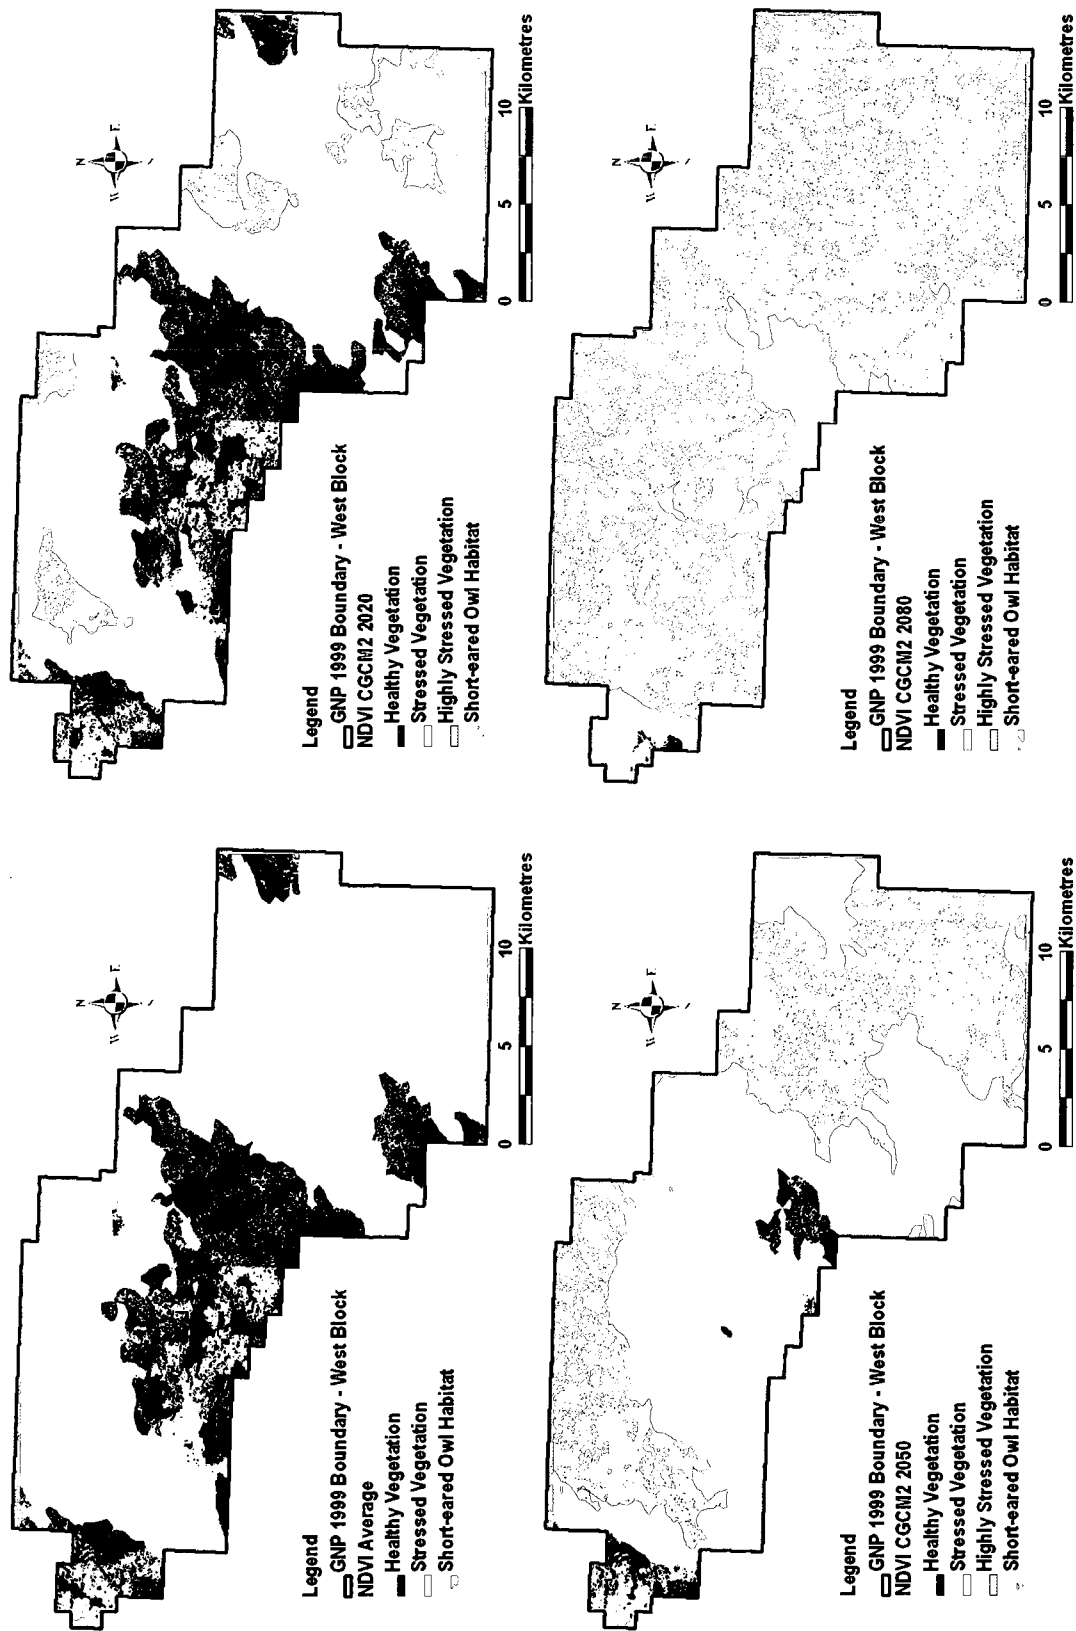 N
Legend
GNP 1999 Boundary - West Block
NDVI Average
Healthy Vegetation
Stressed Vegetation
Short-eared Owl Habitat
0 5 10 Kilometres
N
Legend
GNP 1999 Boundary - West Block
NDVI CGCM2 2020
Healthy Vegetation
Stressed Vegetation
Highly Stressed Vegetation
Short-eared Owl Habitat
0 5 10 Kilometres
N
Legend
GNP 1999 Boundary - West Block
NDVI CGCM2 2050
Healthy Vegetation
Stressed Vegetation
Highly Stressed Vegetation
Short-eared Owl Habitat
0 5 10 Kilometres
N
Legend
GNP 1999 Boundary - West Block
NDVI CGCM2 2080
Healthy Vegetation
Stressed Vegetation
Highly Stressed Vegetation
Short-eared Owl Habitat
0 5 10 Kilometres